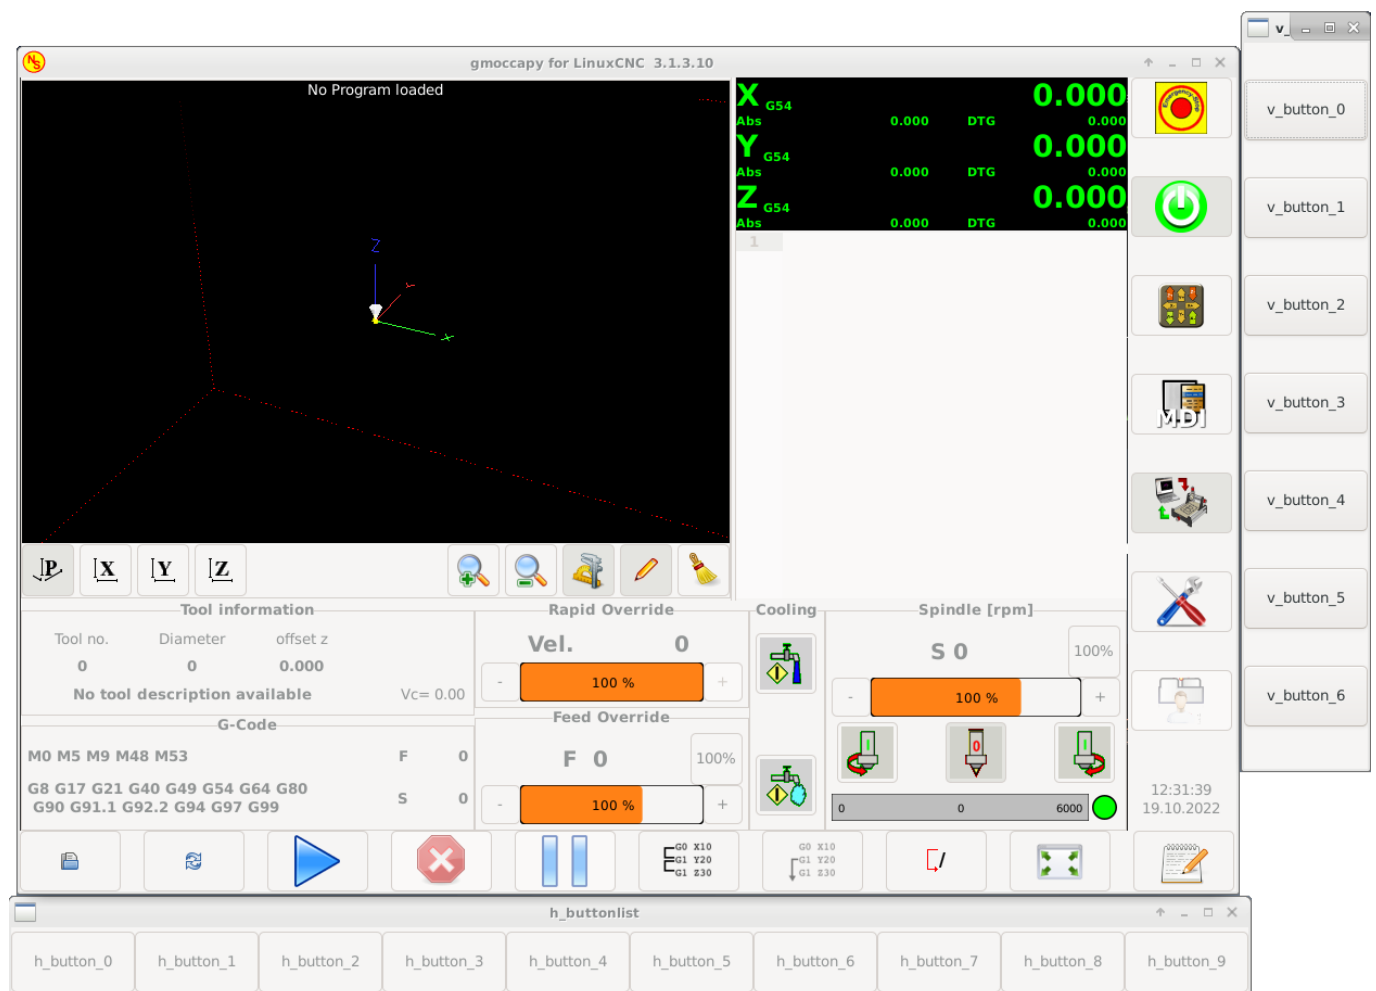 v_
NS
gmoccapy for LinuxCNC 3.1.3.10
No Program loaded
X G54 0.000
Abs 0.000 DTG 0.000
Y G54 0.000
Abs 0.000 DTG 0.000
Z G54 0.000
Abs 0.000 DTG 0.000
1
Z
Y
X
Emergency-Stop
MDI
v_button_0
v_button_1
v_button_2
v_button_3
v_button_4
v_button_5
v_button_6
P X Y Z
Tool information
Tool no. Diameter offset z
0 0 0.000
No tool description available Vc= 0.00
G-Code
M0 M5 M9 M48 M53 F 0
G8 G17 G21 G40 G49 G54 G64 G80
G90 G91.1 G92.2 G94 G97 G99
S 0
Rapid Override
Vel. 0
- 100 % +
Feed Override
F 0 100%
- 100 % +
Cooling
Spindle [rpm]
S 0 100%
- 100 % +
I 0 I
0 0 6000
12:31:39
19.10.2022
G0 X10
G1 Y20
G1 Z30
G0 X10
G1 Y20
G1 Z30
h_buttonlist
h_button_0 h_button_1 h_button_2 h_button_3 h_button_4 h_button_5 h_button_6 h_button_7 h_button_8 h_button_9